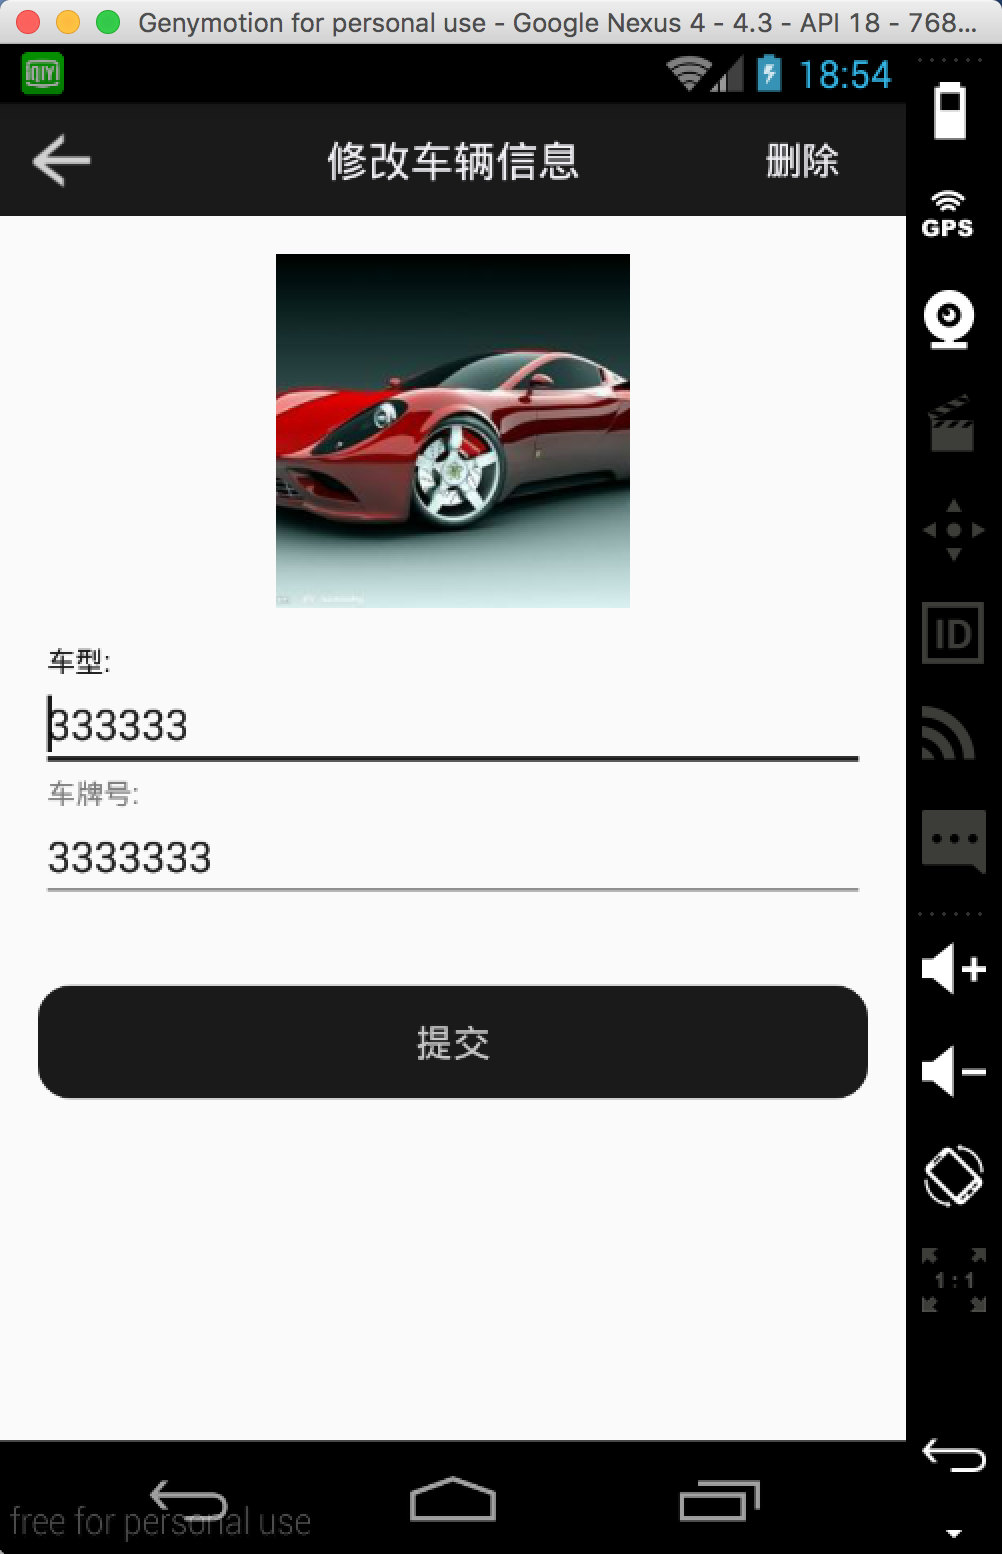 Genymotion for personal use - Google Nexus 4 - 4.3 - API 18 - 768...
QIY
18:54
修改车辆信息
删除
GPS
车型:
333333
ID
车牌号:
3333333
提交
1:1
free for personal use